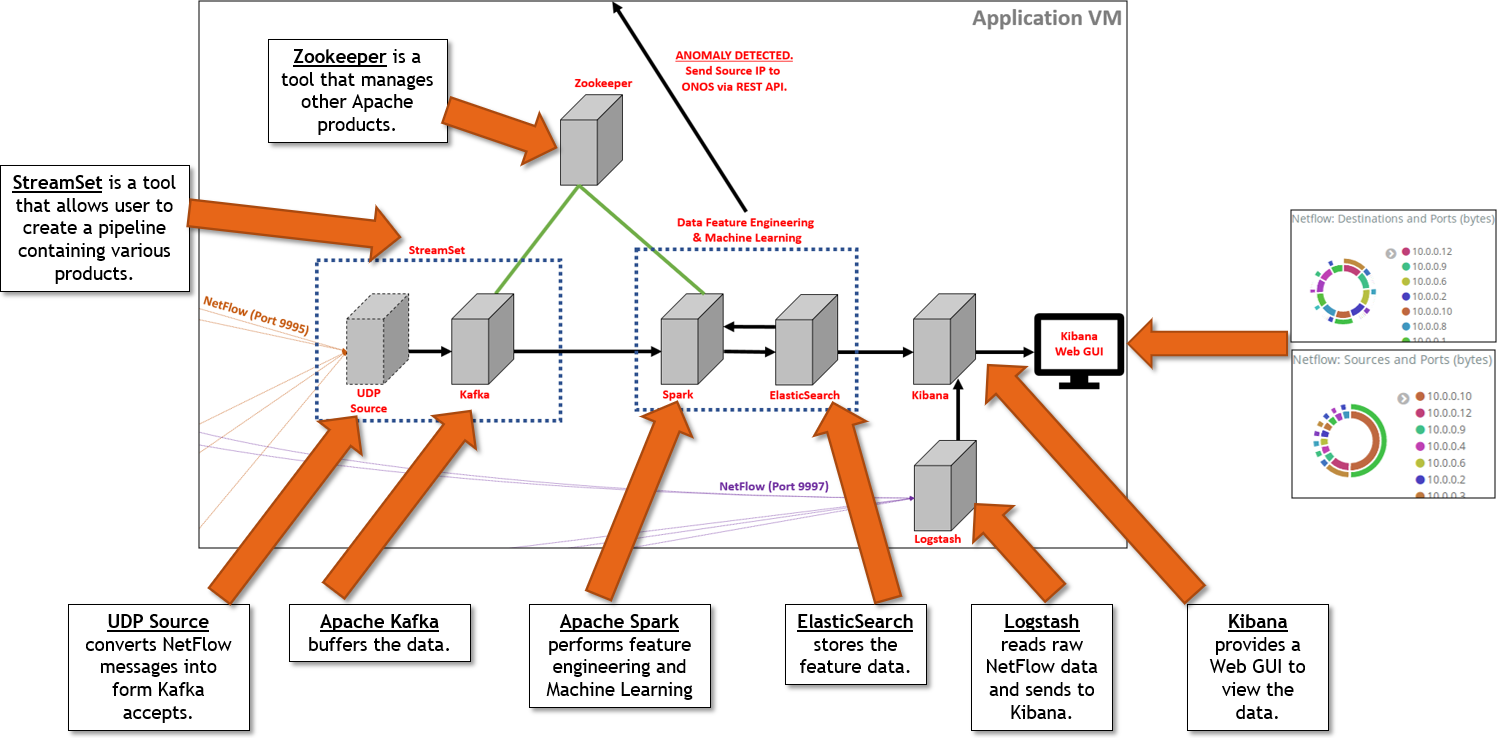 Application VM
Zookeeper is a
tool that manages
other Apache
products.
ANOMALY DETECTED.
Send Source IP to
ONOS via REST API.
Zookeeper
StreamSet is a tool
that allows user to
create a pipeline
containing various
products.
Data Feature Engineering
& Machine Learning
StreamSet
NetFlow (Port 9995)
UDP
Source
Kafka
Spark
ElasticSearch
Kibana
Kibana
Web GUI
Netflow: Destinations and Ports (bytes)
10.0.0.12
10.0.0.9
10.0.0.6
10.0.0.2
10.0.0.10
10.0.0.8
10.0.0.1
Netflow: Sources and Ports (bytes)
10.0.0.10
10.0.0.12
10.0.0.9
10.0.0.4
10.0.0.6
10.0.0.2
10.0.0.3
NetFlow (Port 9997)
Logstash
UDP Source
converts NetFlow
messages into
form Kafka
accepts.
Apache Kafka
buffers the data.
Apache Spark
performs feature
engineering and
Machine Learning
ElasticSearch
stores the
feature data.
Logstash
reads raw
NetFlow data
and sends to
Kibana.
Kibana
provides a
Web GUI to
view the
data.